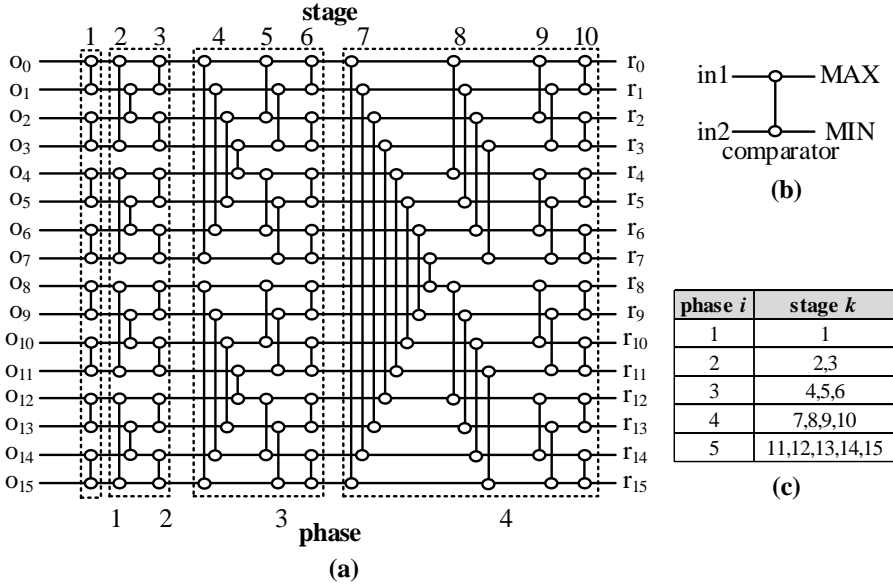 stage
1 2 3 4 5 6 7 8 9 10
o0 r0
o1 r1
o2 r2
o3 r3
o4 r4
o5 r5
o6 r6
o7 r7
o8 r8
o9 r9
o10 r10
o11 r11
o12 r12
o13 r13
o14 r14
o15 r15
1 2 3 4
phase
(a)
in1 MAX
in2 MIN
comparator
(b)
phase i stage k
1 1
2 2,3
3 4,5,6
4 7,8,9,10
5 11,12,13,14,15
(c)